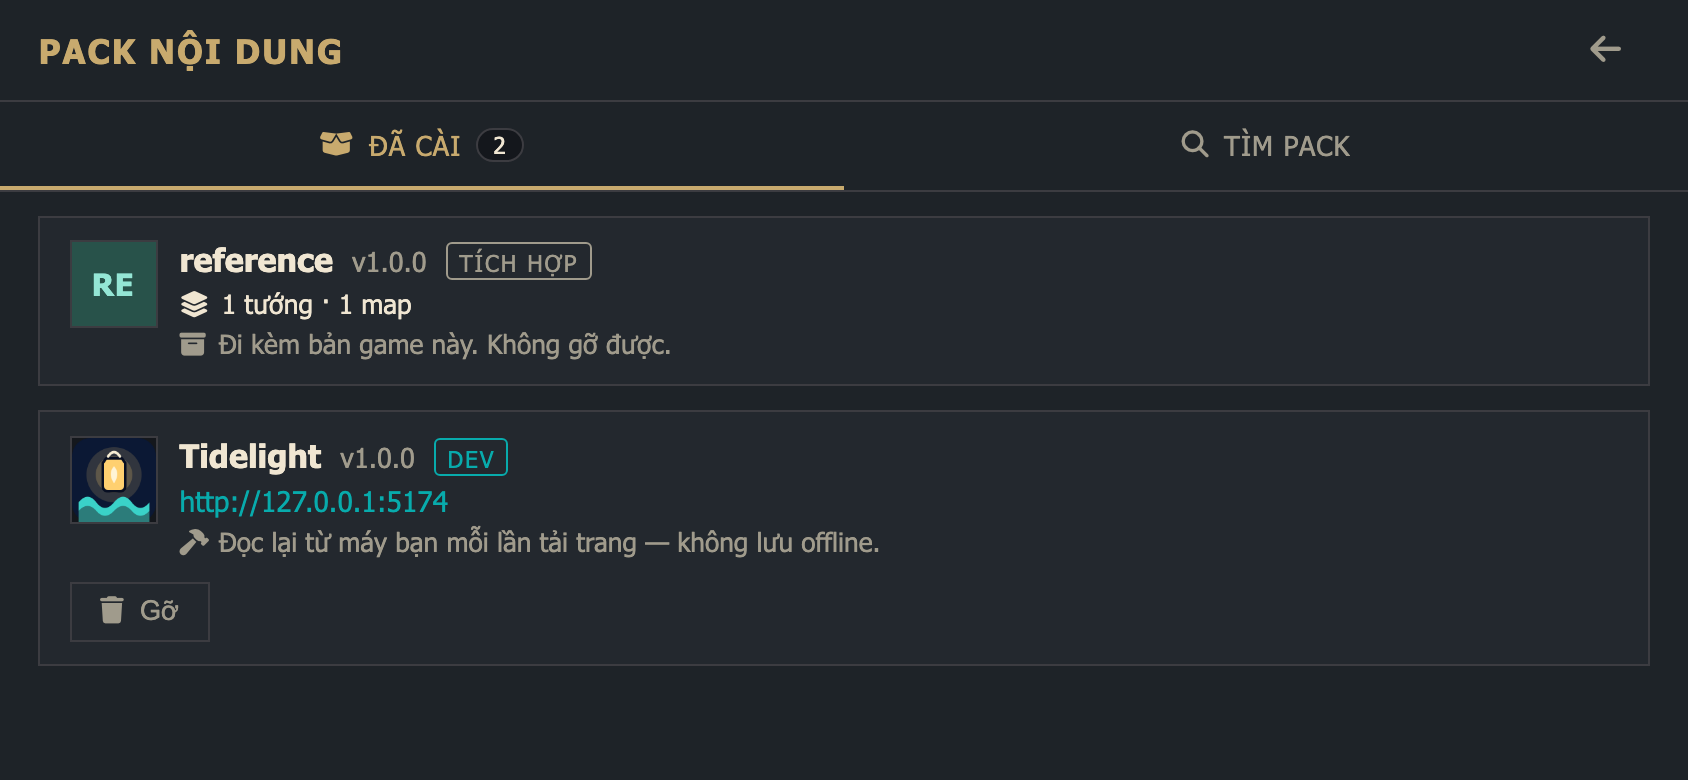 PACK NỘI DUNG
ĐÃ CÀI 2
TÌM PACK
RE
reference v1.0.0 TÍCH HỢP
1 tướng · 1 map
Đi kèm bản game này. Không gỡ được.
Tidelight v1.0.0 DEV
http://127.0.0.1:5174
Đọc lại từ máy bạn mỗi lần tải trang — không lưu offline.
Gỡ